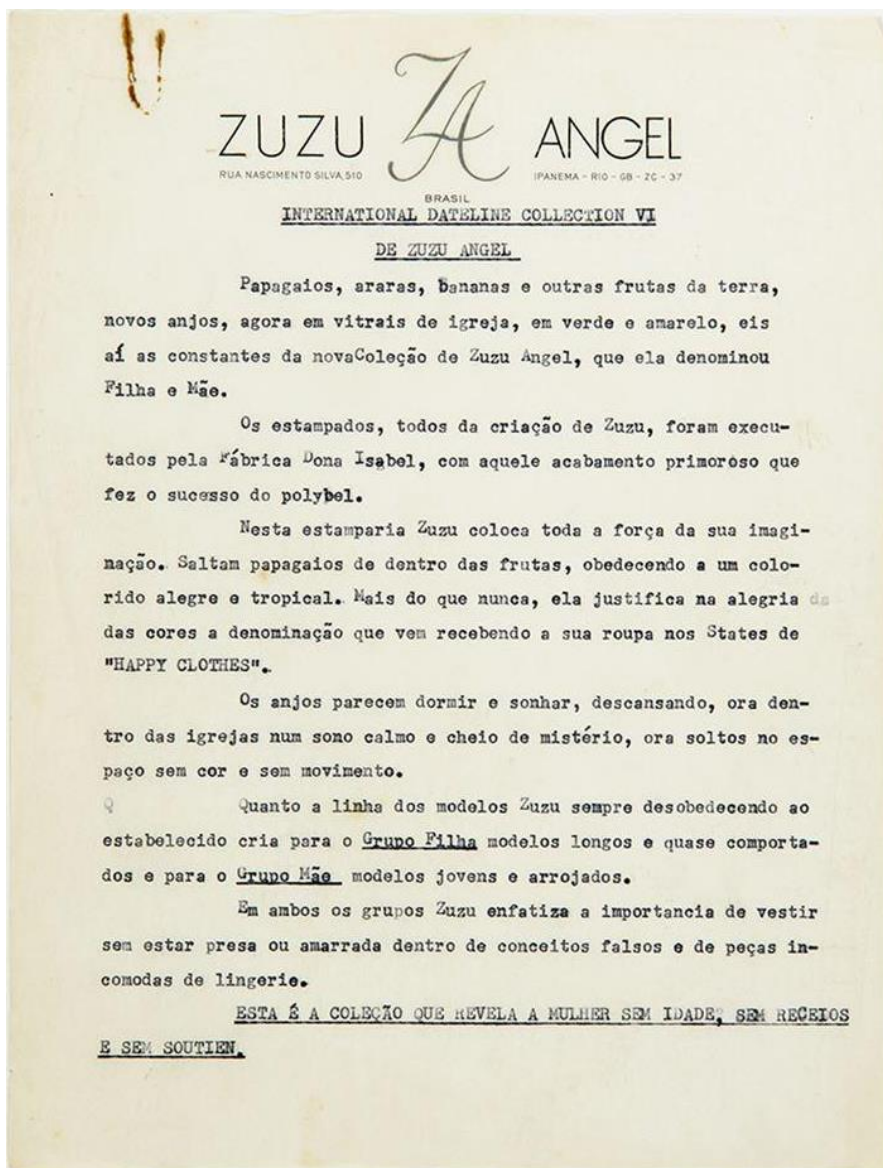 ZUZU ZA ANGEL
RUA NASCIMENTO SILVA, 510
IPANEMA - RIO - GB - ZC - 37
BRASIL
INTERNATIONAL DATELINE COLLECTION VI
DE ZUZU ANGEL
Papagaios, araras, bananas e outras frutas da terra,
novos anjos, agora em vitrais de igreja, em verde e amarelo, eis
aí as constantes da novaColeção de Zuzu Angel, que ela denominou
Filha e Mãe.
Os estampados, todos da criação de Zuzu, foram execu-
tados pela Fábrica Dona Isabel, com aquele acabamento primoroso que
fez o sucesso do polybel.
Nesta estamparia Zuzu coloca toda a força da sua imagi-
nação. Saltam papagaios de dentro das frutas, obedecendo a um colo-
rido alegre e tropical. Mais do que nunca, ela justifica na alegria da
das cores a denominação que vem recebendo a sua roupa nos States de
"HAPPY CLOTHES".
Os anjos parecem dormir e sonhar, descansando, ora den-
tro das igrejas num sono calmo e cheio de mistério, ora soltos no es-
paço sem cor e sem movimento.
Q Quanto a linha dos modelos Zuzu sempre desobedecendo ao
estabelecido cria para o Grupo Filha modelos longos e quase comporta-
dos e para o Grupo Mãe modelos jovens e arrojados.
Em ambos os grupos Zuzu enfatiza a importancia de vestir
sem estar presa ou amarrada dentro de conceitos falsos e de peças in-
comodas de lingerie.
ESTA É A COLEÇÃO QUE REVELA A MULHER SEM IDADE, SEM RECEIOS
E SEM SOUTIEN.